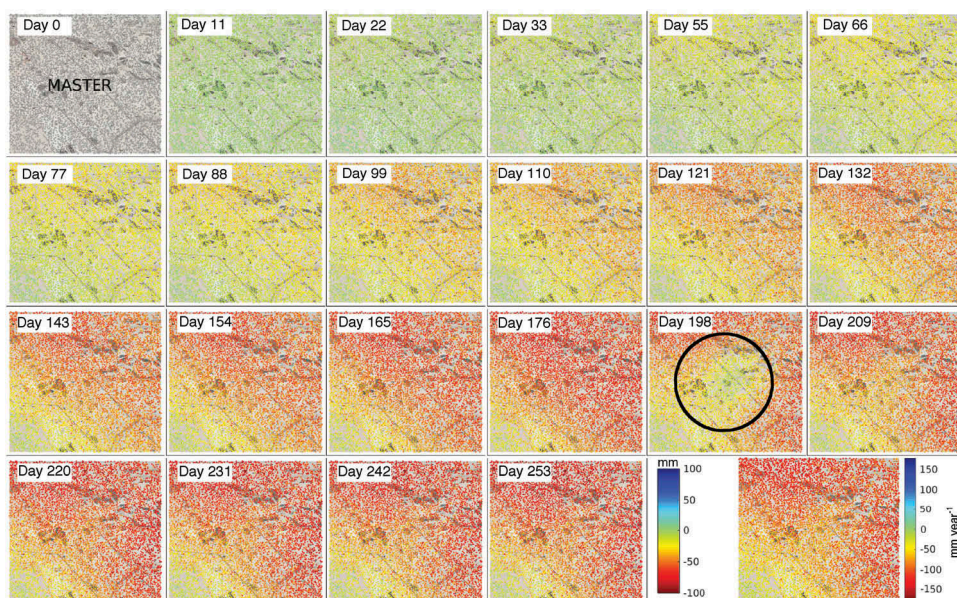 Day 0
Day 11
Day 22
Day 33
Day 55
Day 66
MASTER
Day 77
Day 88
Day 99
Day 110
Day 121
Day 132
Day 143
Day 154
Day 165
Day 176
Day 198
Day 209
Day 220
Day 231
Day 242
Day 253
mm
100
50
0
-50
-100
150
100
50
0
-50
-100
-150
mm year⁻¹